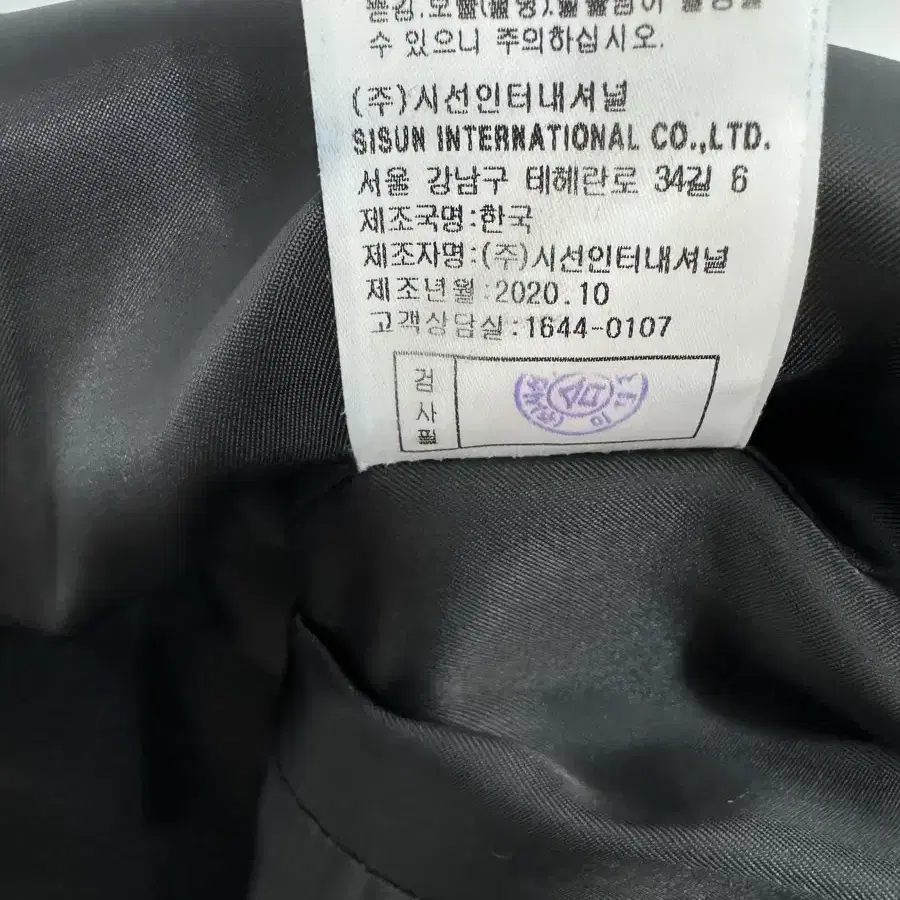 수 있으니 주의하십시오.
(주)시선인터내셔널
SISUN INTERNATIONAL CO.,LTD.
서울 강남구 테헤란로 34길 6
제조국명:한국
제조자명:(주)시선인터내셔널
제조년월:2020.10
고객상담실:1644-0107
검사필